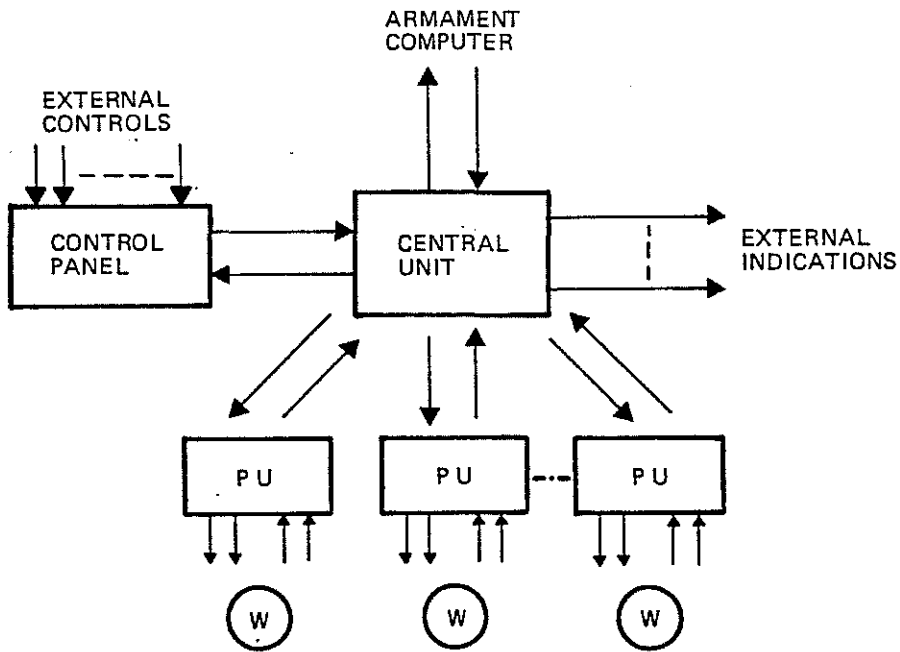 ARMAMENT
COMPUTER
EXTERNAL
CONTROLS
CONTROL
PANEL
CENTRAL
UNIT
EXTERNAL
INDICATIONS
PU
PU
PU
W
W
W